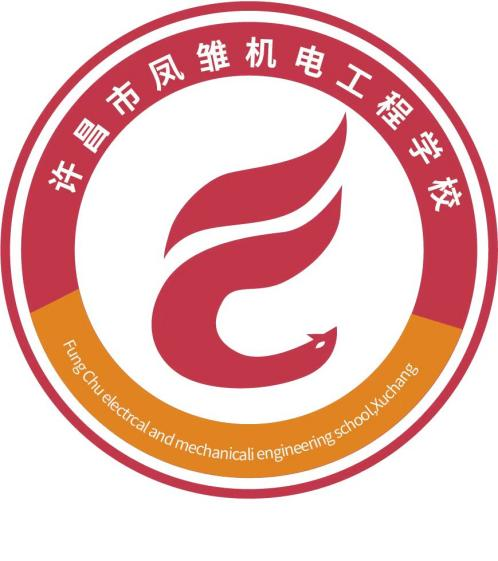 许昌市凤雏机电工程学校
Fung Chu electrcal and mechanicali engineering school,Xuchang